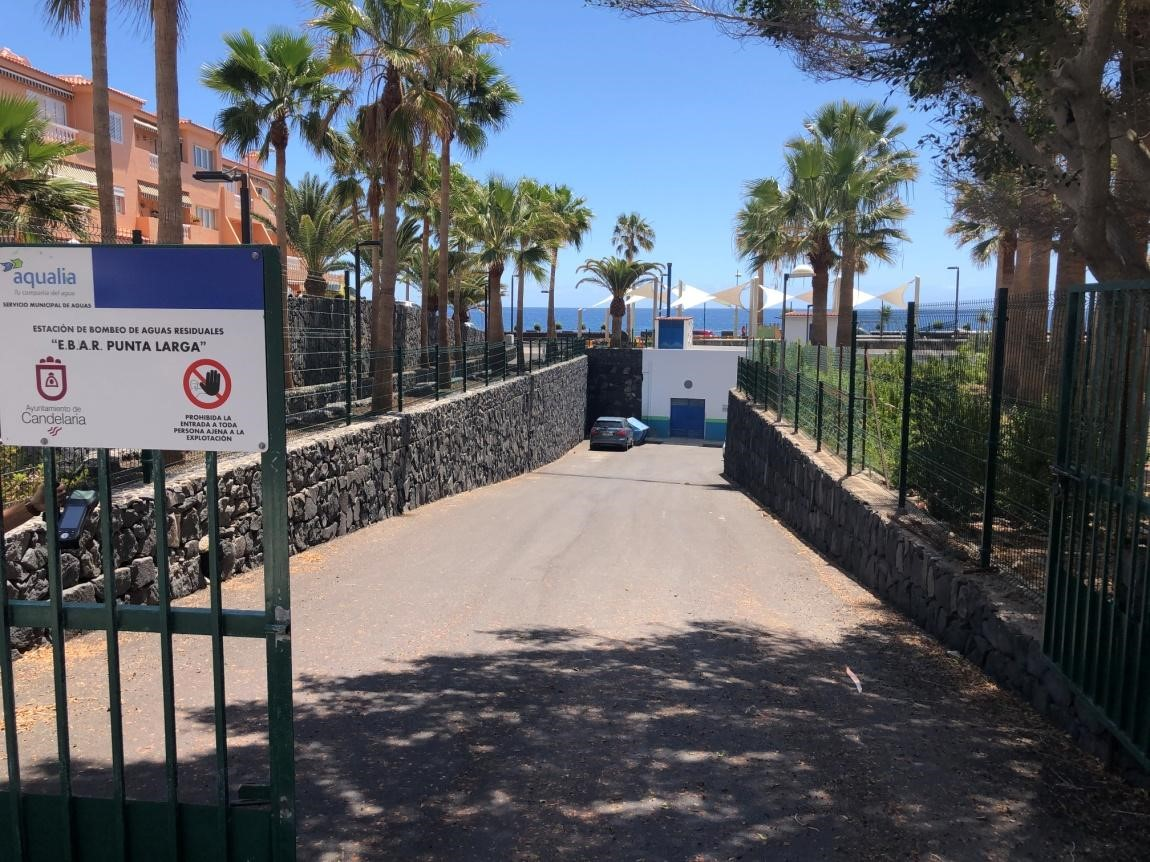 aqualia
Tu compañía del agua
SERVICIO MUNICIPAL DE AGUAS
ESTACIÓN DE BOMBEO DE AGUAS RESIDUALES
"E.B.A.R. PUNTA LARGA"
Ayuntamiento de
Candelaria
PROHIBIDA LA
ENTRADA A TODA
PERSONA AJENA A LA
EXPLOTACIÓN